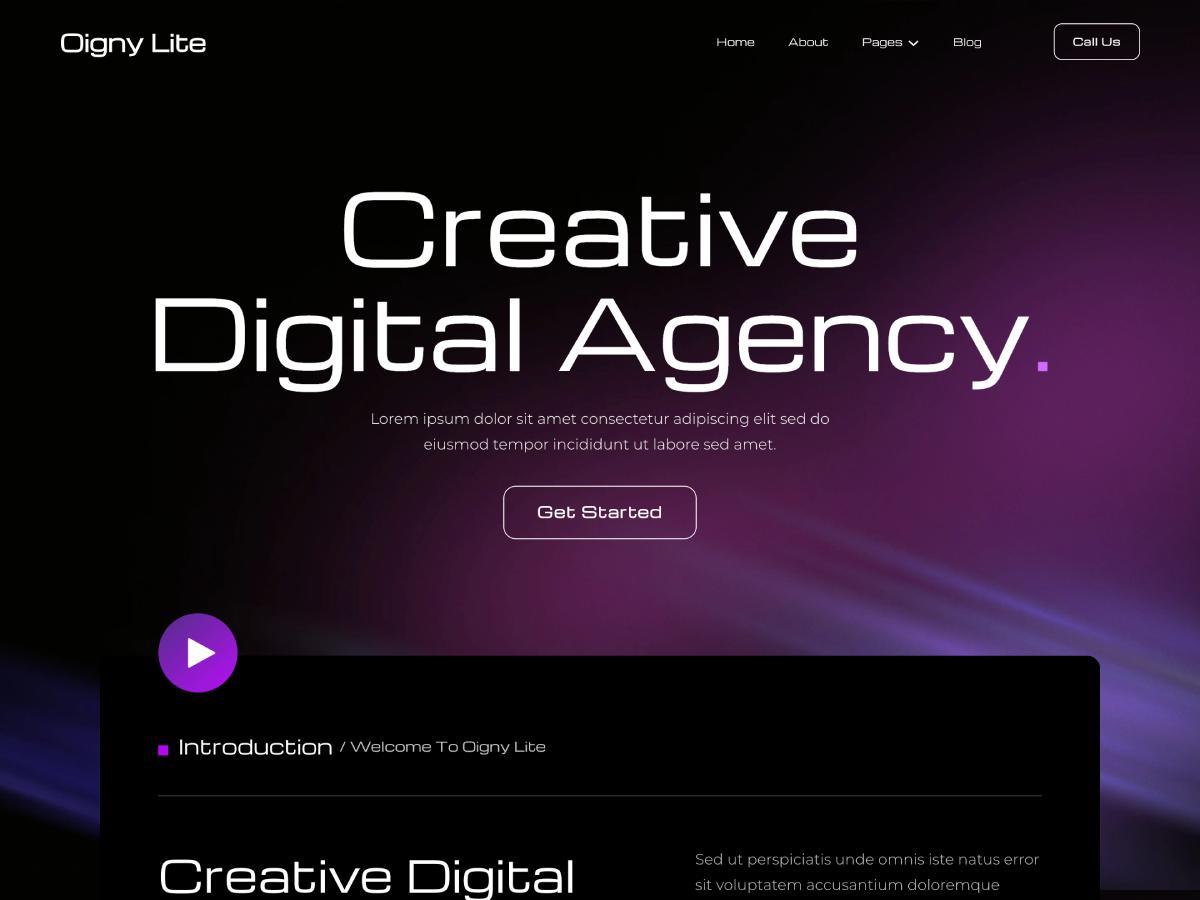 Oigny Lite
Home
About
Pages
Blog
Call Us
Creative
Digital Agency.
Lorem ipsum dolor sit amet consectetur adipiscing elit sed do
eiusmod tempor incididunt ut labore sed amet.
Get Started
Introduction / Welcome To Oigny Lite
Creative Digital
Sed ut perspiciatis unde omnis iste natus error
sit voluptatem accusantium doloremque